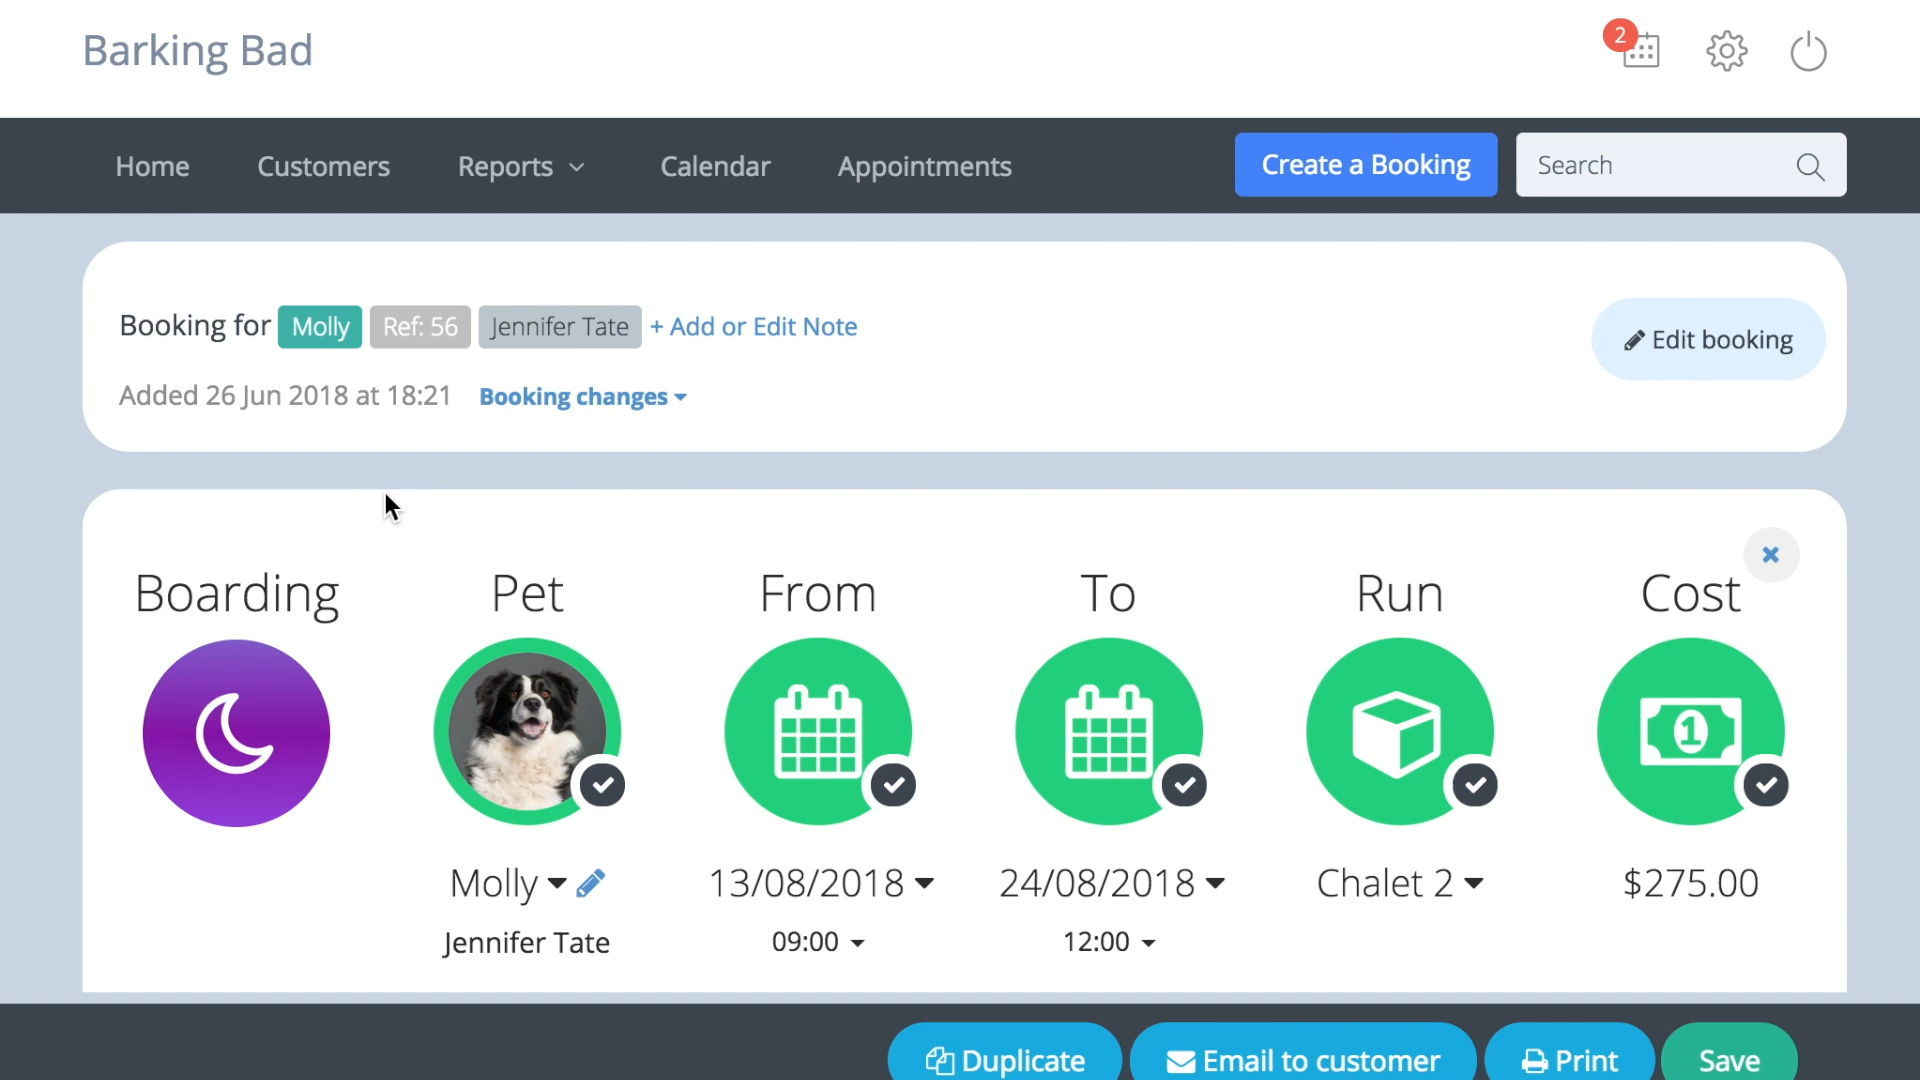 Barking Bad
2
Home Customers Reports Calendar Appointments Create a Booking Search
Booking for Molly Ref: 56 Jennifer Tate + Add or Edit Note
Edit booking
Added 26 Jun 2018 at 18:21 Booking changes
Boarding Pet From To Run Cost
1
Molly 13/08/2018 24/08/2018 Chalet 2 $275.00
Jennifer Tate 09:00 12:00
Duplicate Email to customer Print Save